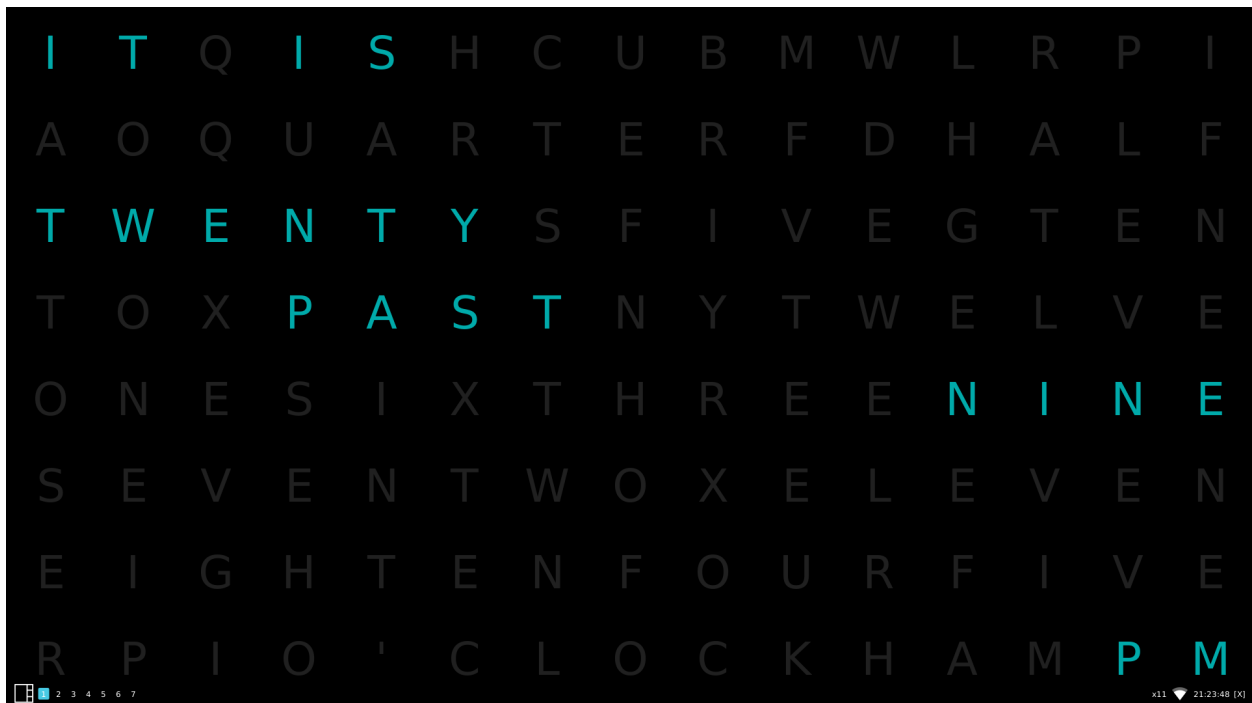 I T Q I S H C U B M W L R P I
A O Q U A R T E R F D H A L F
T W E N T Y S F I V E G T E N
T O X P A S T N Y T W E L V E
O N E S I X T H R E E N I N E
S E V E N T W O X E L E V E N
E I G H T E N F O U R F I V E
R P I O ' C L O C K H A M P M
1 2 3 4 5 6 7 x11 21:23:48 [X]